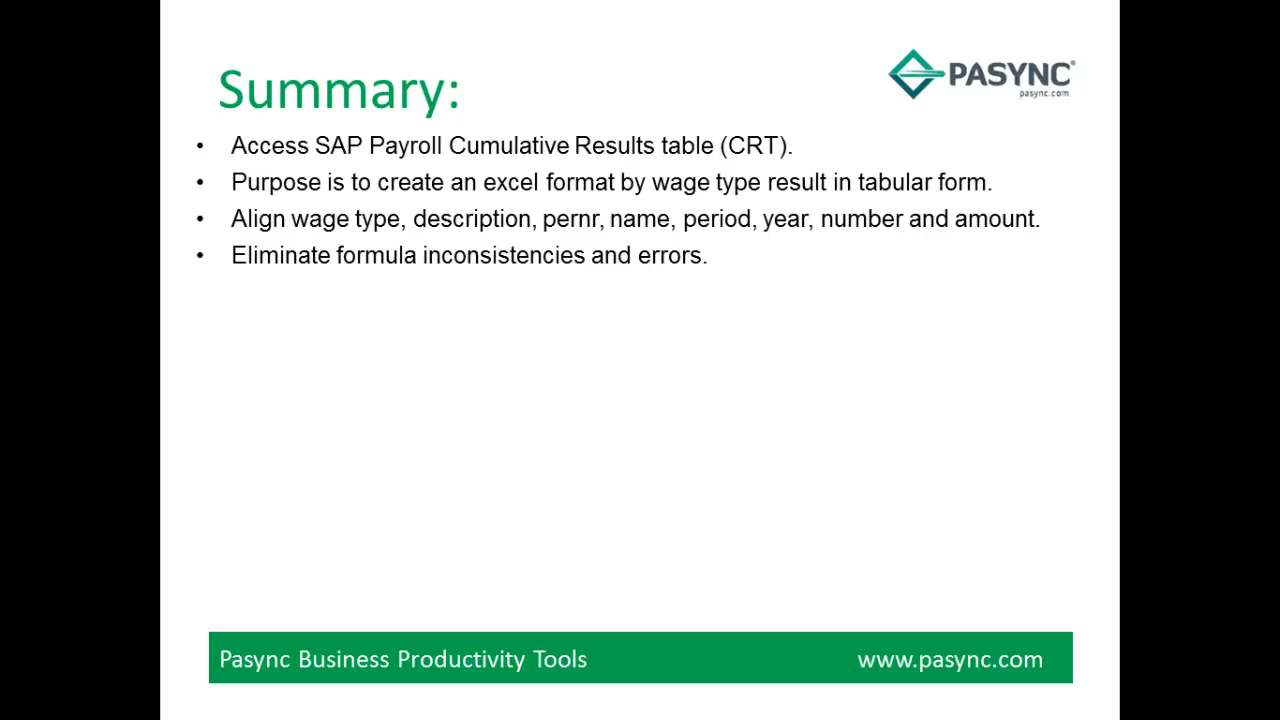 Summary:
PASYNC®
pasync.com
• Access SAP Payroll Cumulative Results table (CRT).
• Purpose is to create an excel format by wage type result in tabular form.
• Align wage type, description, pernr, name, period, year, number and amount.
• Eliminate formula inconsistencies and errors.
Pasync Business Productivity Tools
www.pasync.com